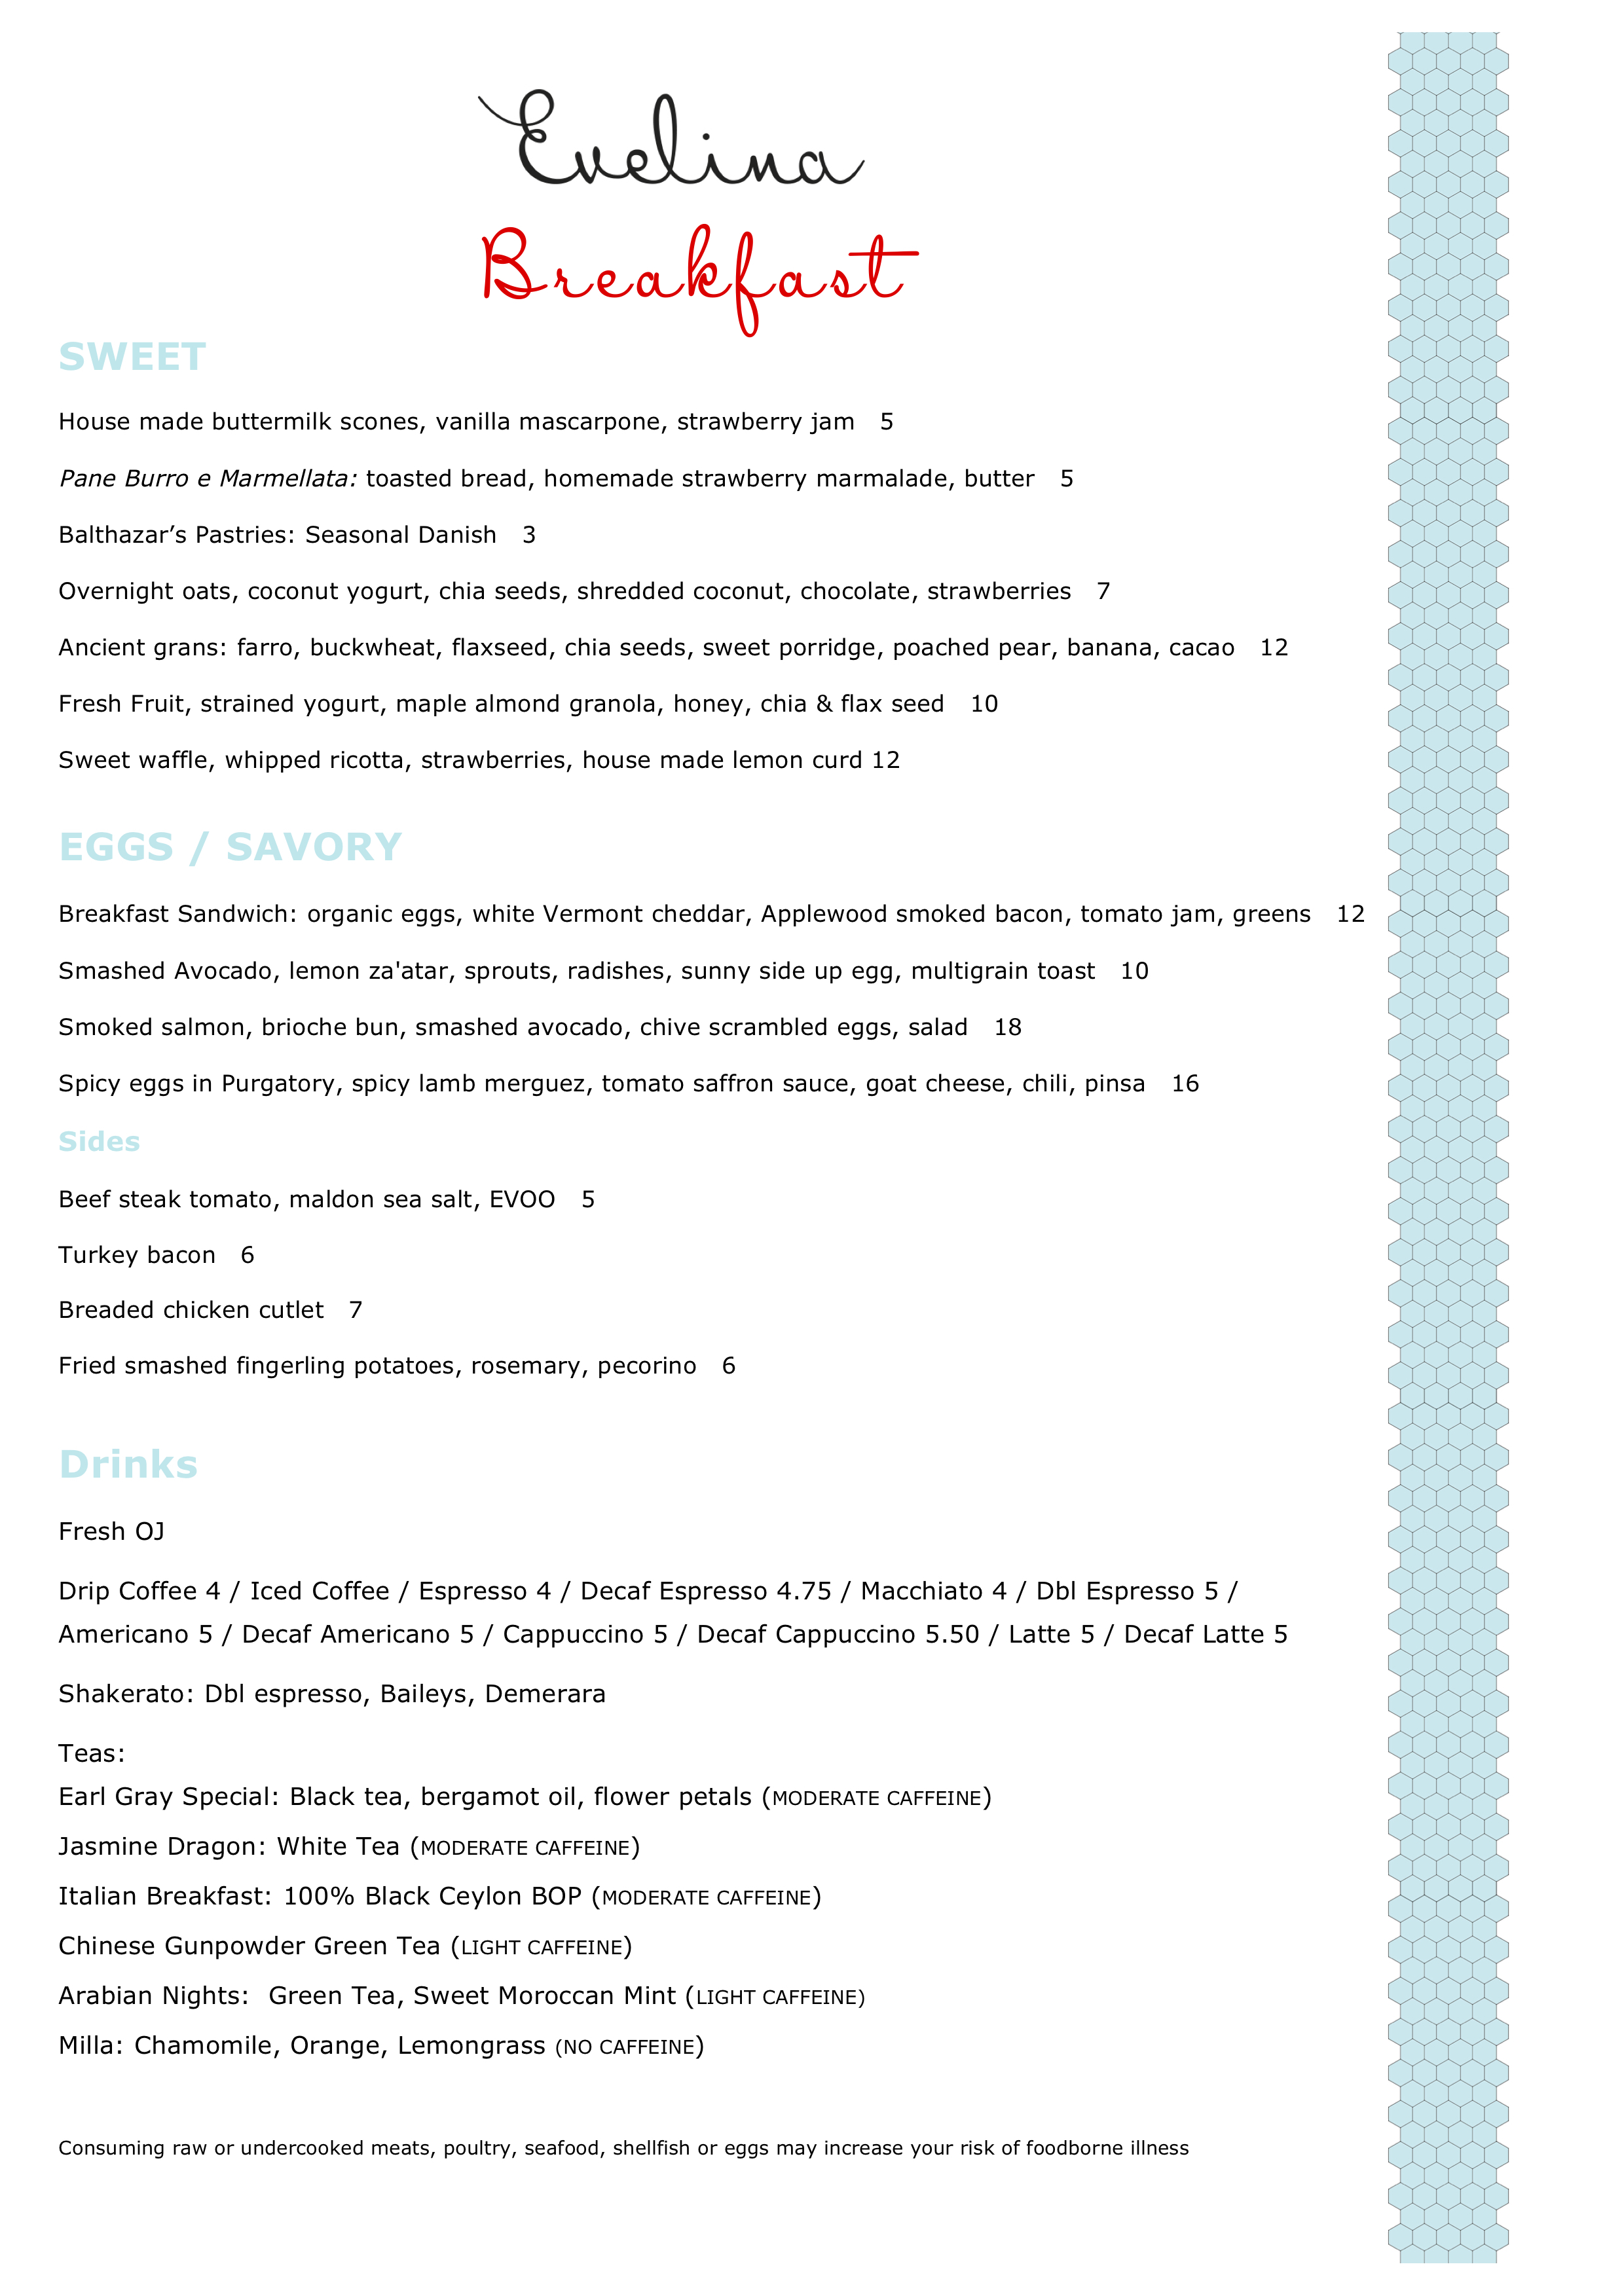 Evelina
Breakfast
SWEET
House made buttermilk scones, vanilla mascarpone, strawberry jam 5
Pane Burro e Marmellata: toasted bread, homemade strawberry marmalade, butter 5
Balthazar’s Pastries: Seasonal Danish 3
Overnight oats, coconut yogurt, chia seeds, shredded coconut, chocolate, strawberries 7
Ancient grans: farro, buckwheat, flaxseed, chia seeds, sweet porridge, poached pear, banana, cacao 12
Fresh Fruit, strained yogurt, maple almond granola, honey, chia & flax seed 10
Sweet waffle, whipped ricotta, strawberries, house made lemon curd 12
EGGS / SAVORY
Breakfast Sandwich: organic eggs, white Vermont cheddar, Applewood smoked bacon, tomato jam, greens 12
Smashed Avocado, lemon za'atar, sprouts, radishes, sunny side up egg, multigrain toast 10
Smoked salmon, brioche bun, smashed avocado, chive scrambled eggs, salad 18
Spicy eggs in Purgatory, spicy lamb merguez, tomato saffron sauce, goat cheese, chili, pinsa 16
Sides
Beef steak tomato, maldon sea salt, EVOO 5
Turkey bacon 6
Breaded chicken cutlet 7
Fried smashed fingerling potatoes, rosemary, pecorino 6
Drinks
Fresh OJ
Drip Coffee 4 / Iced Coffee / Espresso 4 / Decaf Espresso 4.75 / Macchiato 4 / Dbl Espresso 5 /
Americano 5 / Decaf Americano 5 / Cappuccino 5 / Decaf Cappuccino 5.50 / Latte 5 / Decaf Latte 5
Shakerato: Dbl espresso, Baileys, Demerara
Teas:
Earl Gray Special: Black tea, bergamot oil, flower petals (MODERATE CAFFEINE)
Jasmine Dragon: White Tea (MODERATE CAFFEINE)
Italian Breakfast: 100% Black Ceylon BOP (MODERATE CAFFEINE)
Chinese Gunpowder Green Tea (LIGHT CAFFEINE)
Arabian Nights: Green Tea, Sweet Moroccan Mint (LIGHT CAFFEINE)
Milla: Chamomile, Orange, Lemongrass (NO CAFFEINE)
Consuming raw or undercooked meats, poultry, seafood, shellfish or eggs may increase your risk of foodborne illness